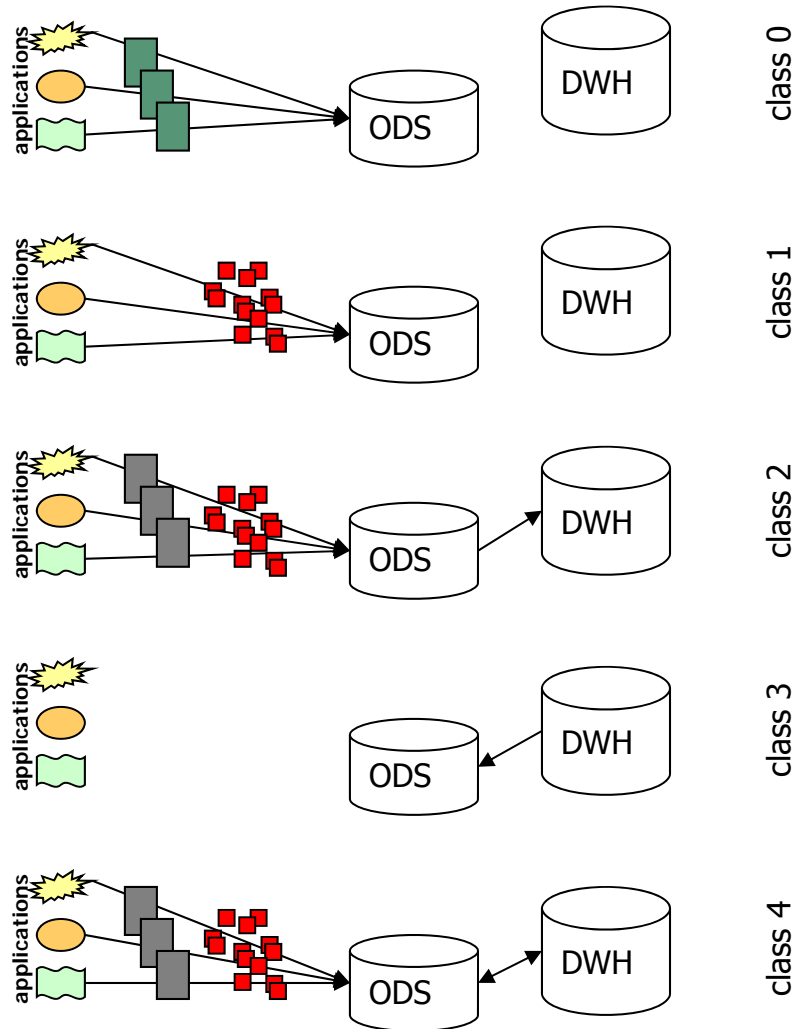 applications
ODS
DWH
class 0
applications
ODS
DWH
class 1
applications
ODS
DWH
class 2
applications
ODS
DWH
class 3
applications
ODS
DWH
class 4